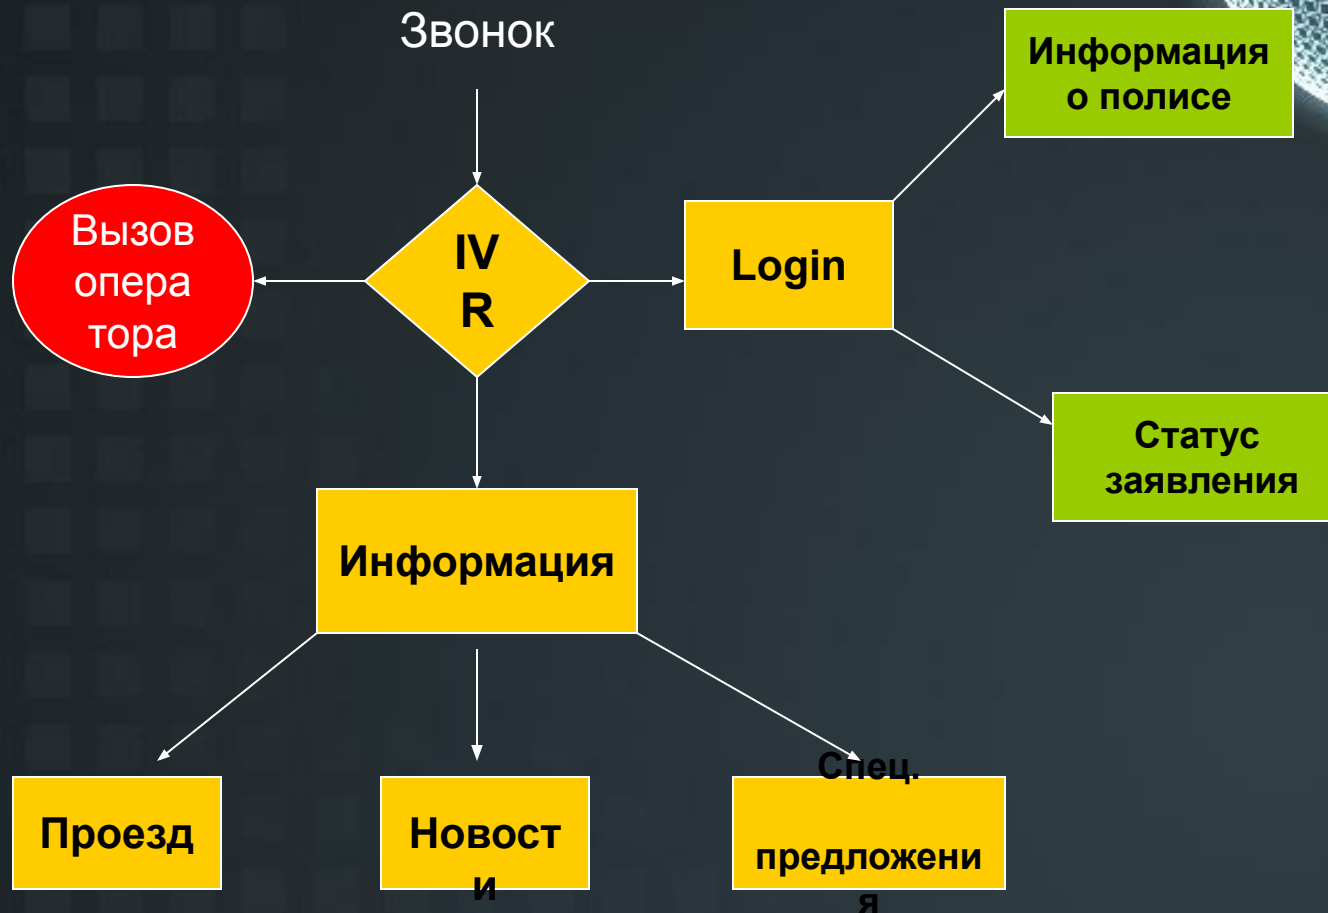 Звонок
Информация
о полисе
Вызов
опера
тора
IV
R
Login
Статус
заявления
Информация
Проезд
Новост
и
Спец.
предложени
я